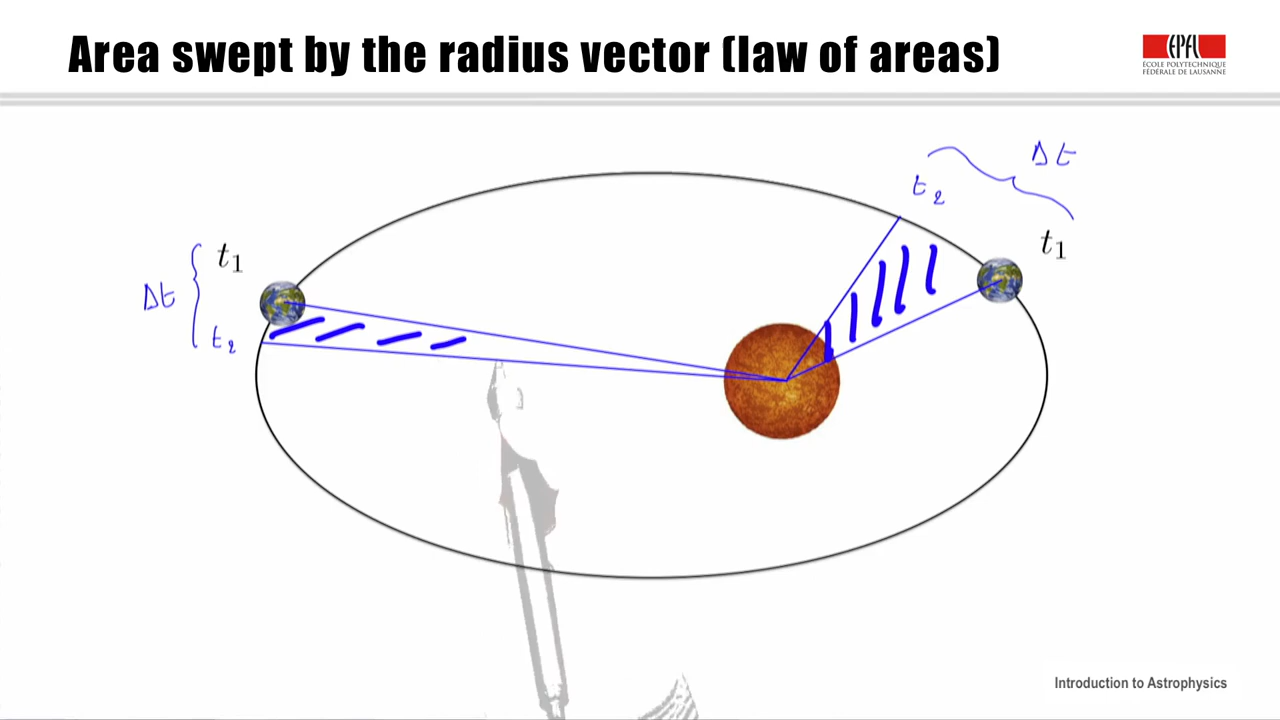 Area swept by the radius vector (law of areas)
EPFL
ÉCOLE POLYTECHNIQUE
FÉDÉRALE DE LAUSANNE
Δt
t₂
t₁
t₁
Δt
t₂
Introduction to Astrophysics